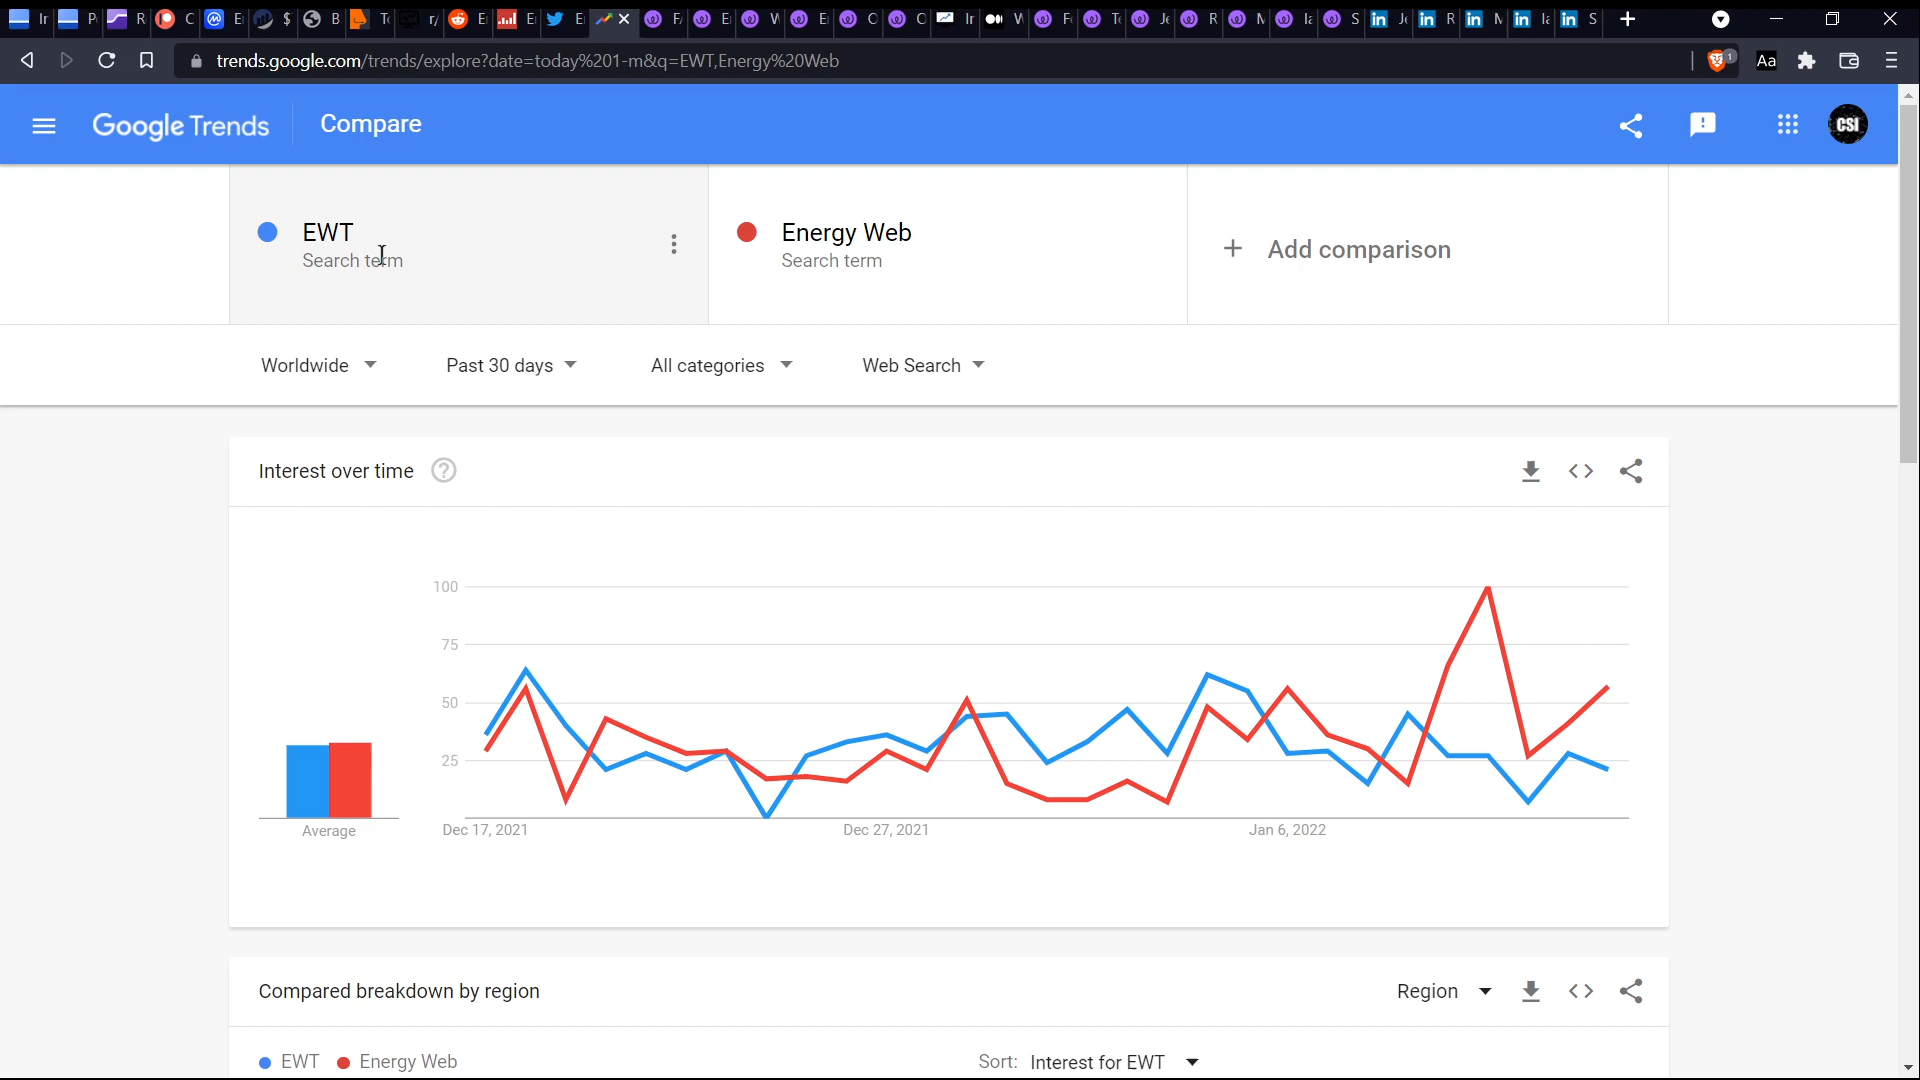 trends.google.com/trends/explore?date=today%201-m&q=EWT,Energy%20Web
1
Aa
Google Trends
Compare
CSI
EWT
Search term
Energy Web
Search term
+ Add comparison
Worldwide
Past 30 days
All categories
Web Search
Interest over time
100
75
50
25
Average
Dec 17, 2021
Dec 27, 2021
Jan 6, 2022
Compared breakdown by region
Region
EWT
Energy Web
Sort: Interest for EWT